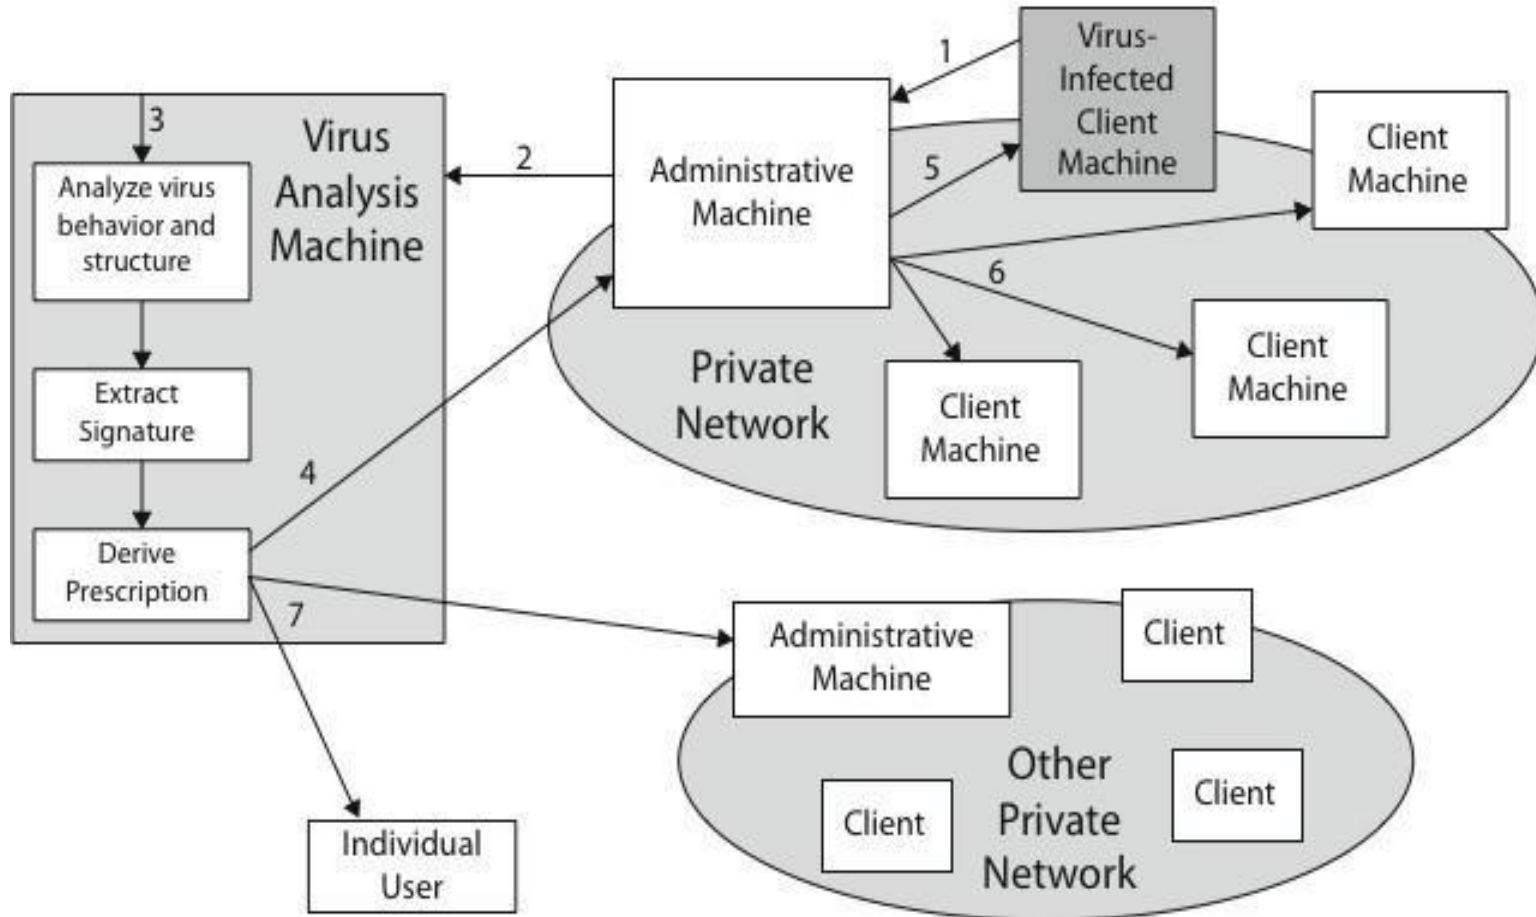 1
Virus-
Infected
Client
Machine
3
Virus
Analysis
Machine
2
Administrative
Machine
5
Client
Machine
Analyze virus
behavior and
structure
6
Client
Machine
Private
Network
Client
Machine
Extract
Signature
4
Derive
Prescription
7
Administrative
Machine
Client
Other
Private
Network
Client
Client
Individual
User